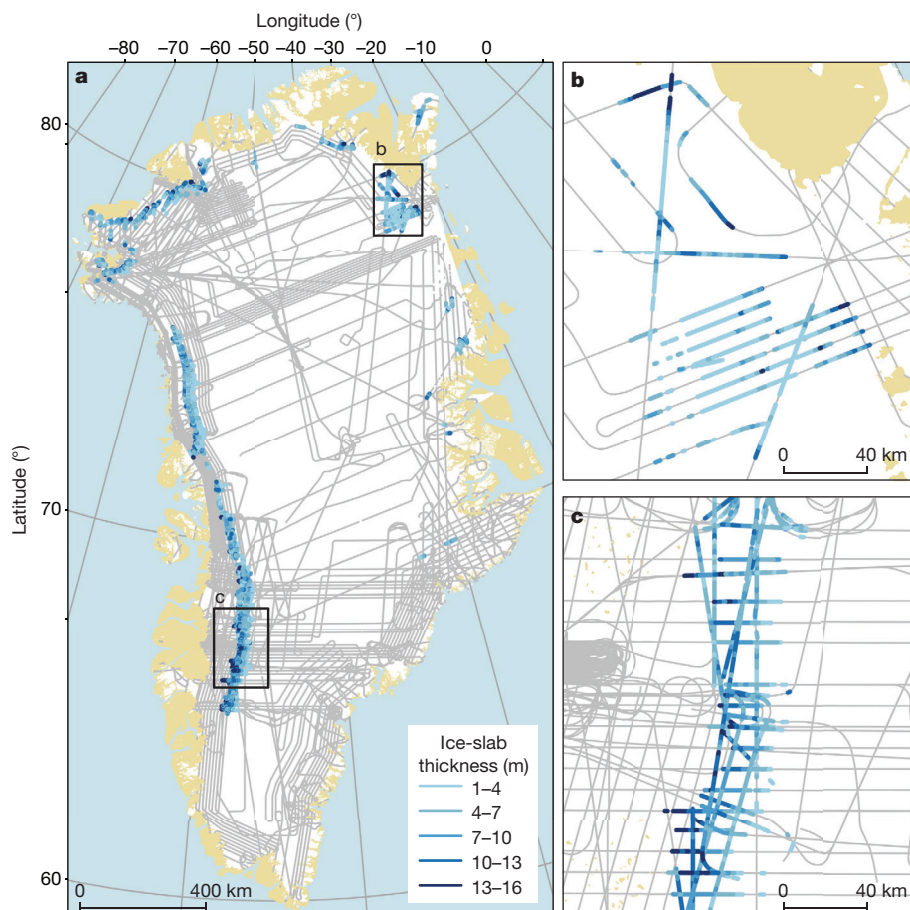 Longitude (°)
–80 –70 –60 –50 –40 –30 –20 –10 0
a
b
80
b
70
Latitude (°)
0 40 km
c
c
Ice-slab
thickness (m)
1–4
4–7
7–10
10–13
13–16
60
0 400 km
0 40 km